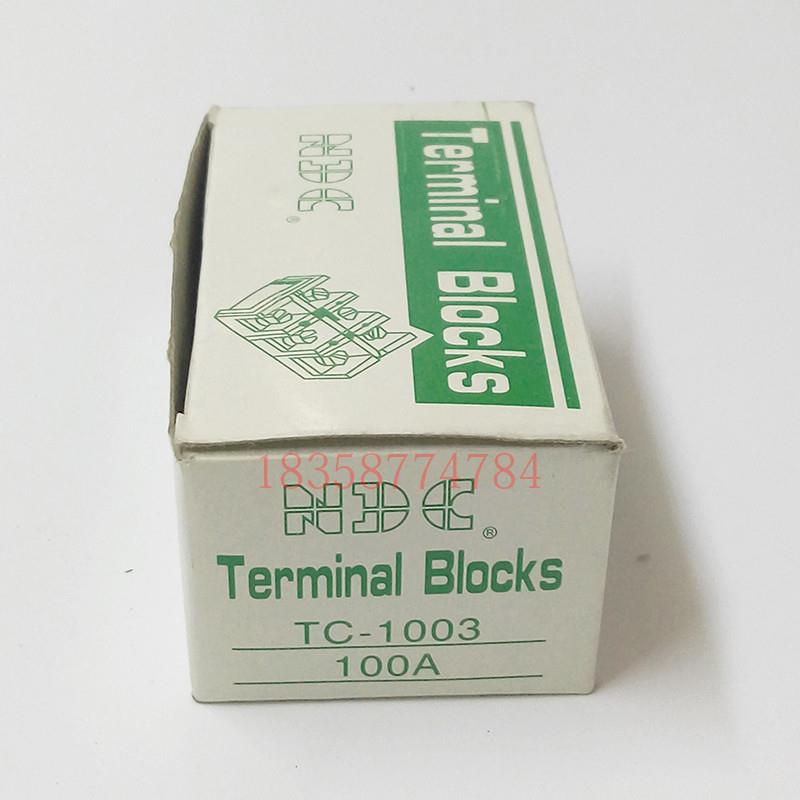 Terminal Blocks
NDC
®
18358774784
NDC®
Terminal Blocks
TC-1003
100A